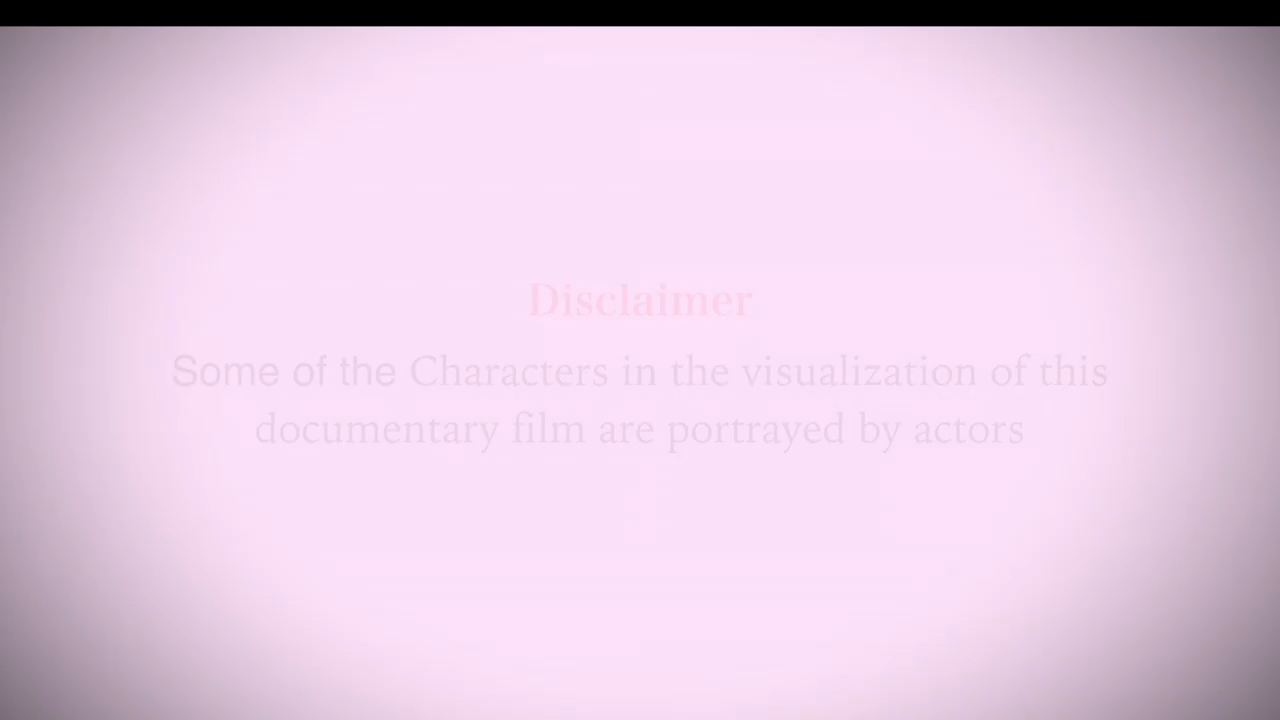 Disclaimer
Some of the Characters in the visualization of this
documentary film are portrayed by actors